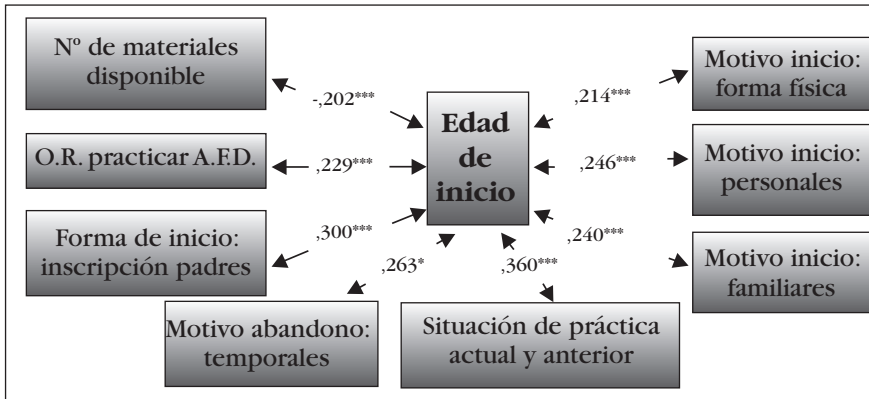 Nº de materiales
disponible
-,202***
O.R. practicar A.F.D.
,229***
Forma de inicio:
inscripción padres
,300***
Motivo abandono:
temporales
,263*
Edad
de
inicio
Situación de práctica
actual y anterior
,360***
Motivo inicio:
forma física
,214***
Motivo inicio:
personales
,246***
Motivo inicio:
familiares
,240***